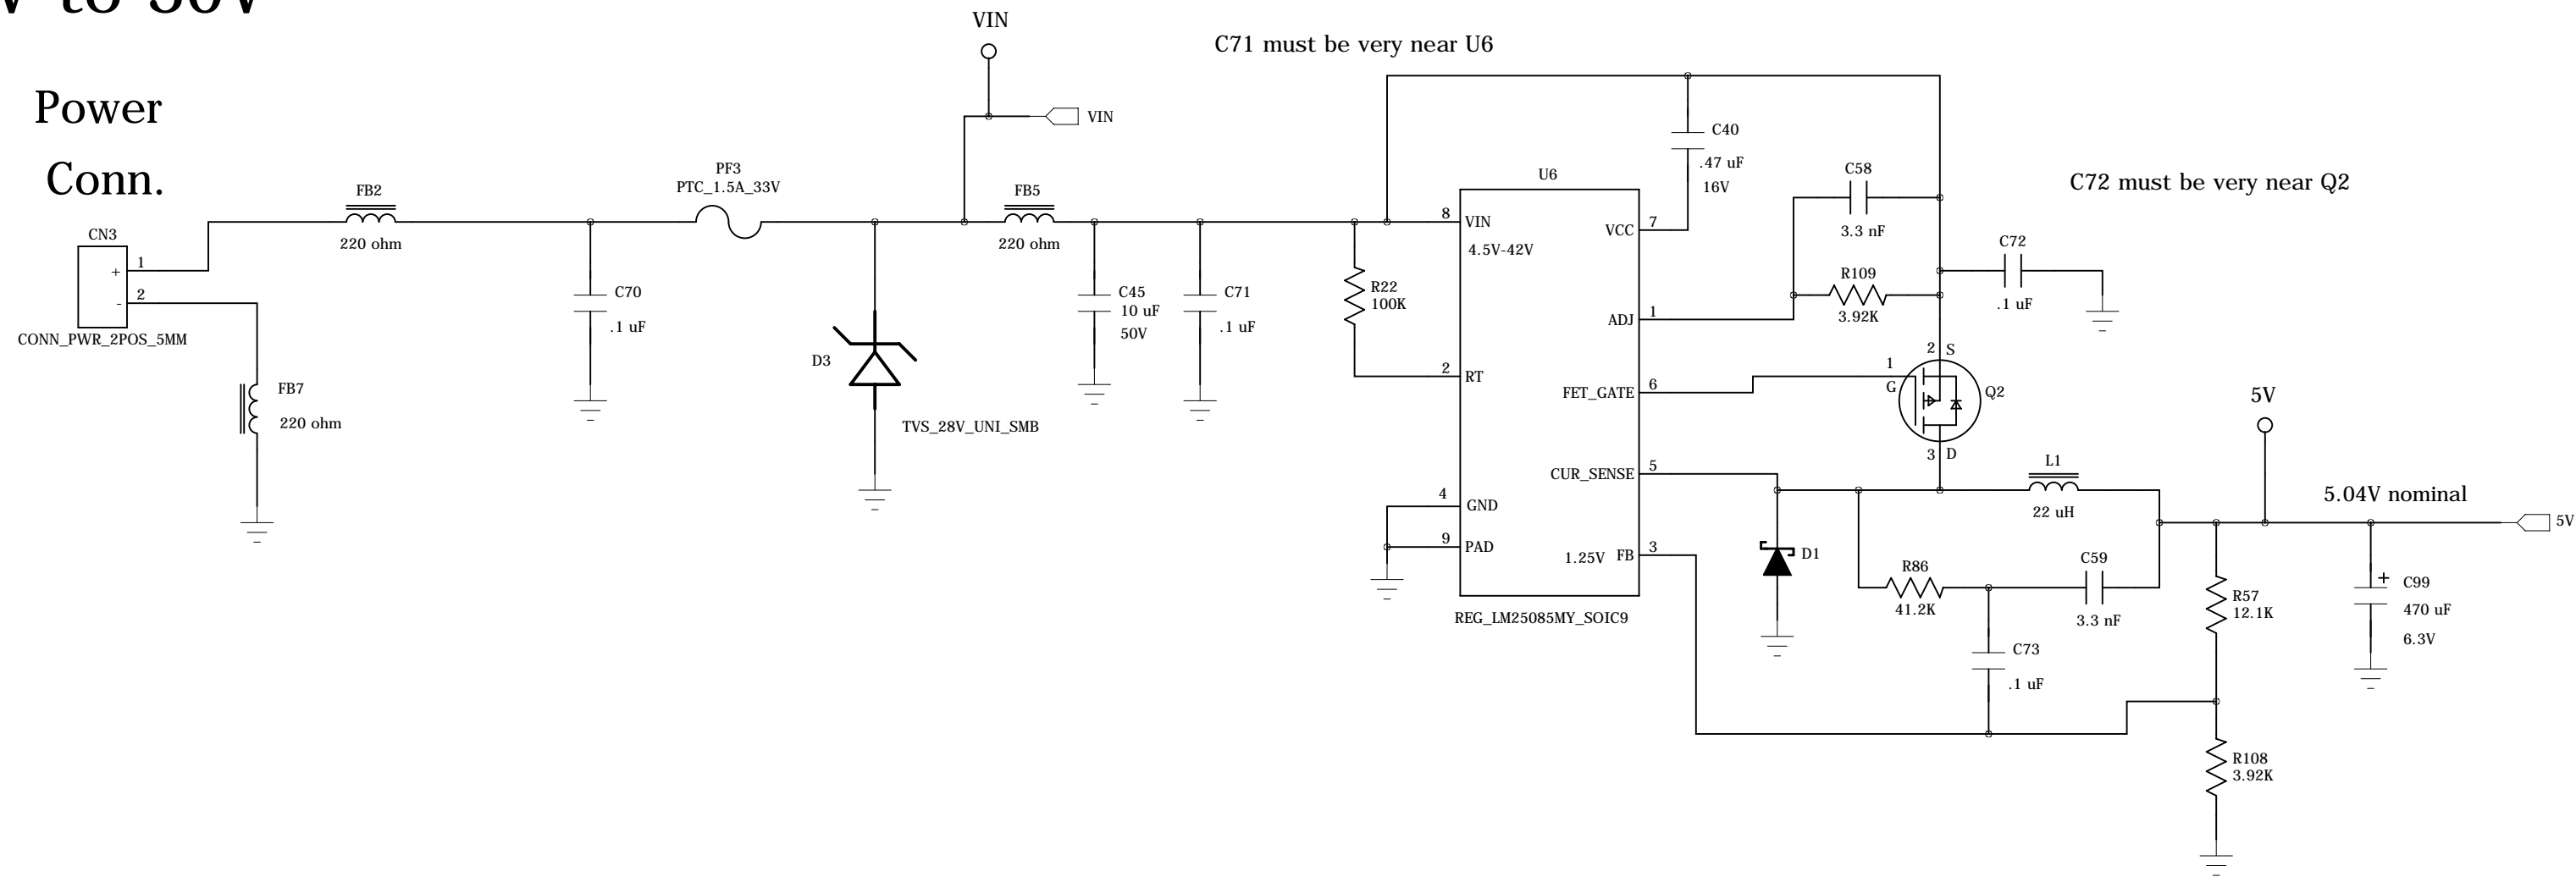 Power
Conn.
CN3
+
1
-
2
CONN_PWR_2POS_5MM
FB7
220 ohm
FB2
220 ohm
C70
.1 uF
PF3
PTC_1.5A_33V
D3
TVS_28V_UNI_SMB
VIN
VIN
FB5
220 ohm
C45
10 uF
50V
C71
.1 uF
C71 must be very near U6
R22
100K
U6
8
VIN
4.5V-42V
2
RT
4
GND
9
PAD
VCC
7
ADJ
1
FET_GATE
6
CUR_SENSE
5
1.25V
FB
3
REG_LM25085MY_SOIC9
C40
.47 uF
16V
C58
3.3 nF
R109
3.92K
C72 must be very near Q2
C72
.1 uF
2
S
1
G
Q2
3
D
D1
L1
22 uH
R86
41.2K
C59
3.3 nF
C73
.1 uF
5V
5.04V nominal
5V
R57
12.1K
R108
3.92K
+
C99
470 uF
6.3V